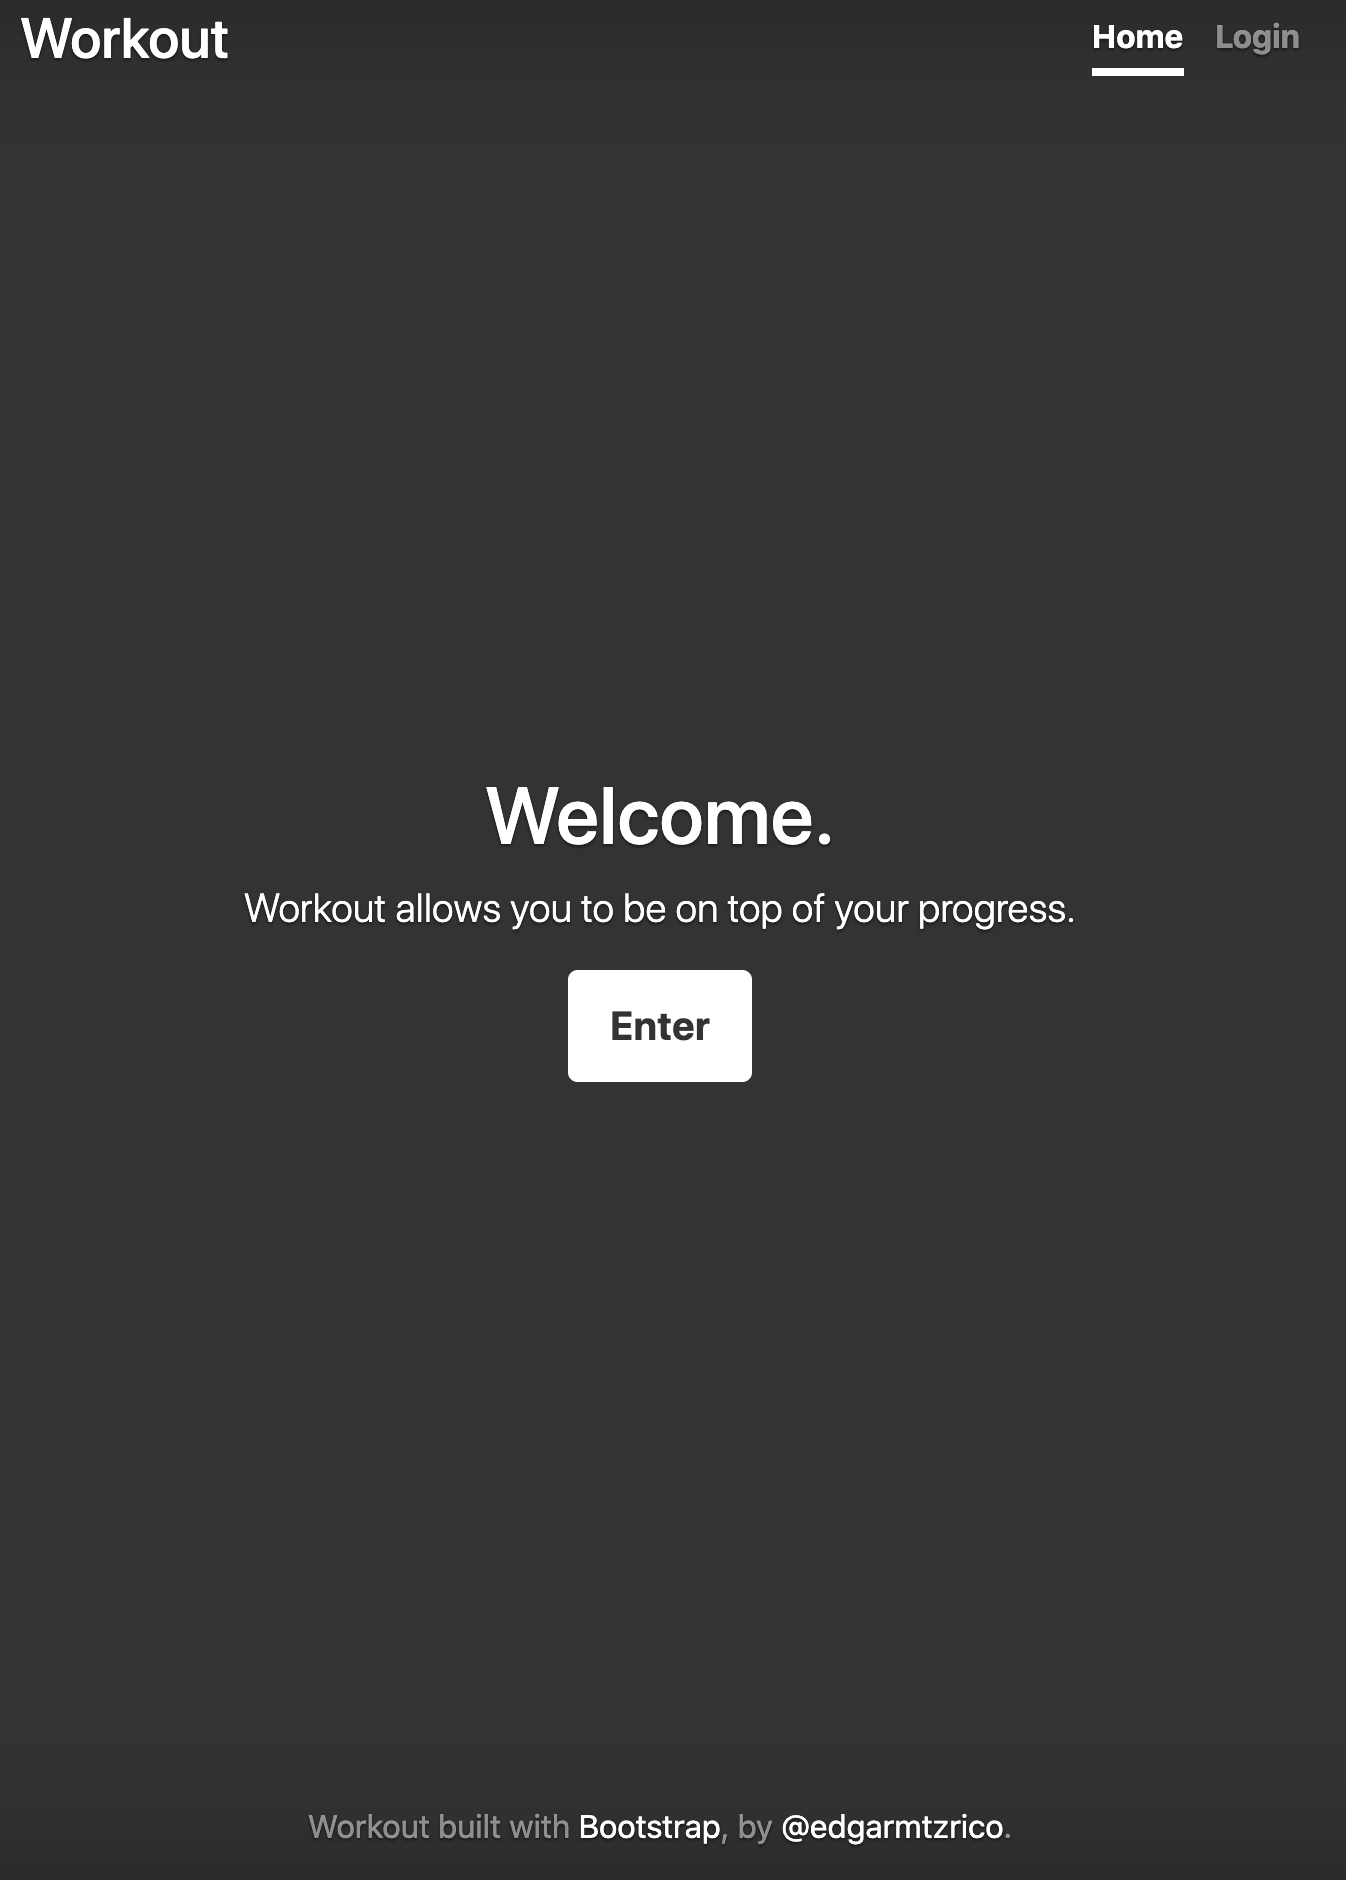 Workout
Home Login
Welcome.
Workout allows you to be on top of your progress.
Enter
Workout built with Bootstrap, by @edgarmtzrico.